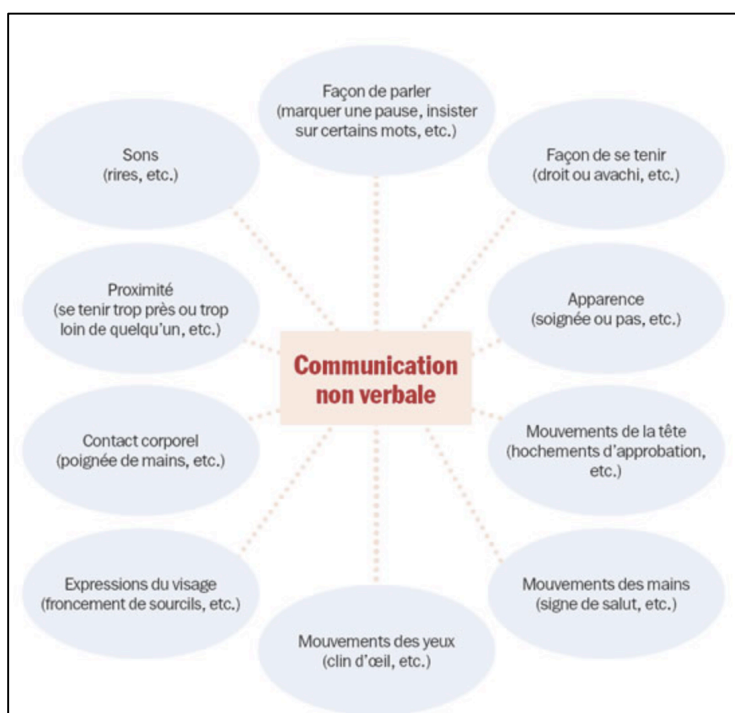 Façon de parler
(marquer une pause, insister
sur certains mots, etc.)
Sons
(rires, etc.)
Façon de se tenir
(droit ou avachi, etc.)
Proximité
(se tenir trop près ou trop
loin de quelqu'un, etc.)
Apparence
(soignée ou pas, etc.)
Communication
non verbale
Contact corporel
(poignée de mains, etc.)
Mouvements de la tête
(hochements d'approbation,
etc.)
Expressions du visage
(froncement de sourcils, etc.)
Mouvements des mains
(signe de salut, etc.)
Mouvements des yeux
(clin d'œil, etc.)